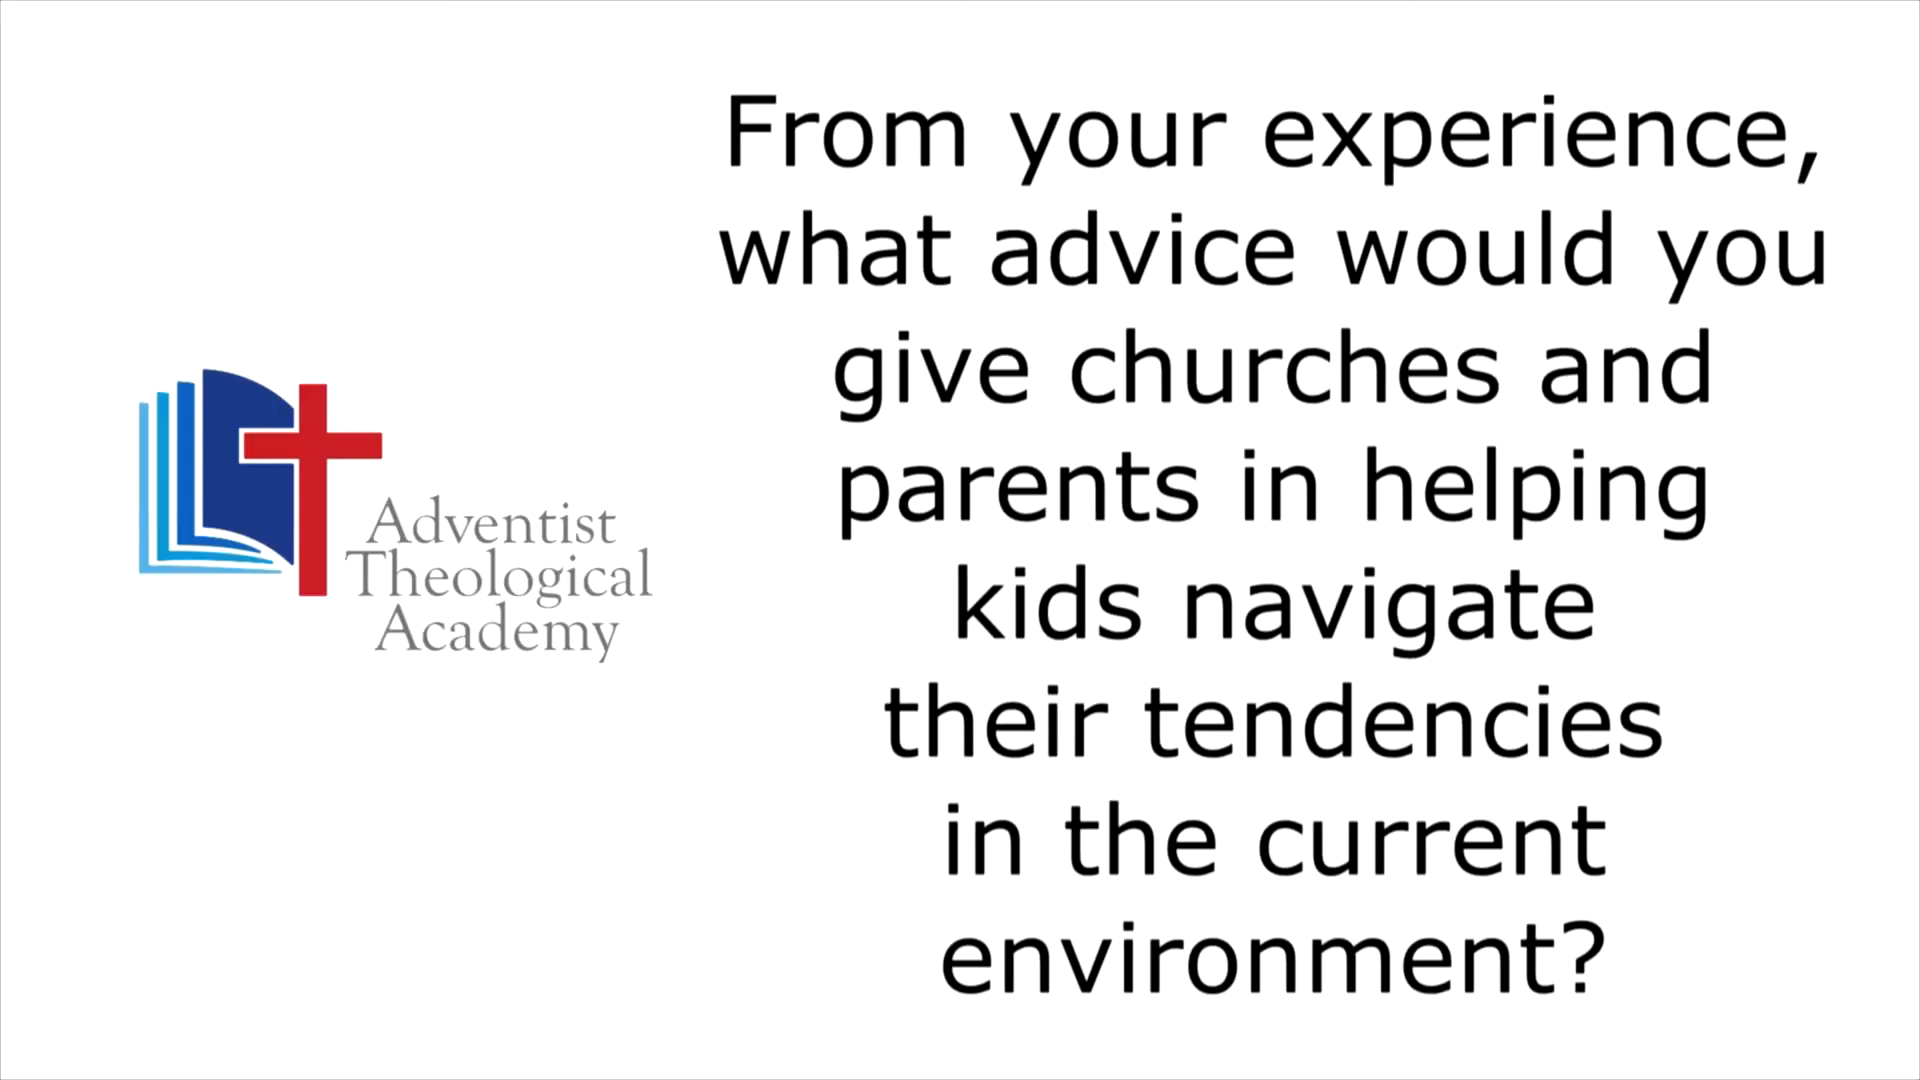 Adventist
Theological
Academy
From your experience,
what advice would you
give churches and
parents in helping
kids navigate
their tendencies
in the current
environment?